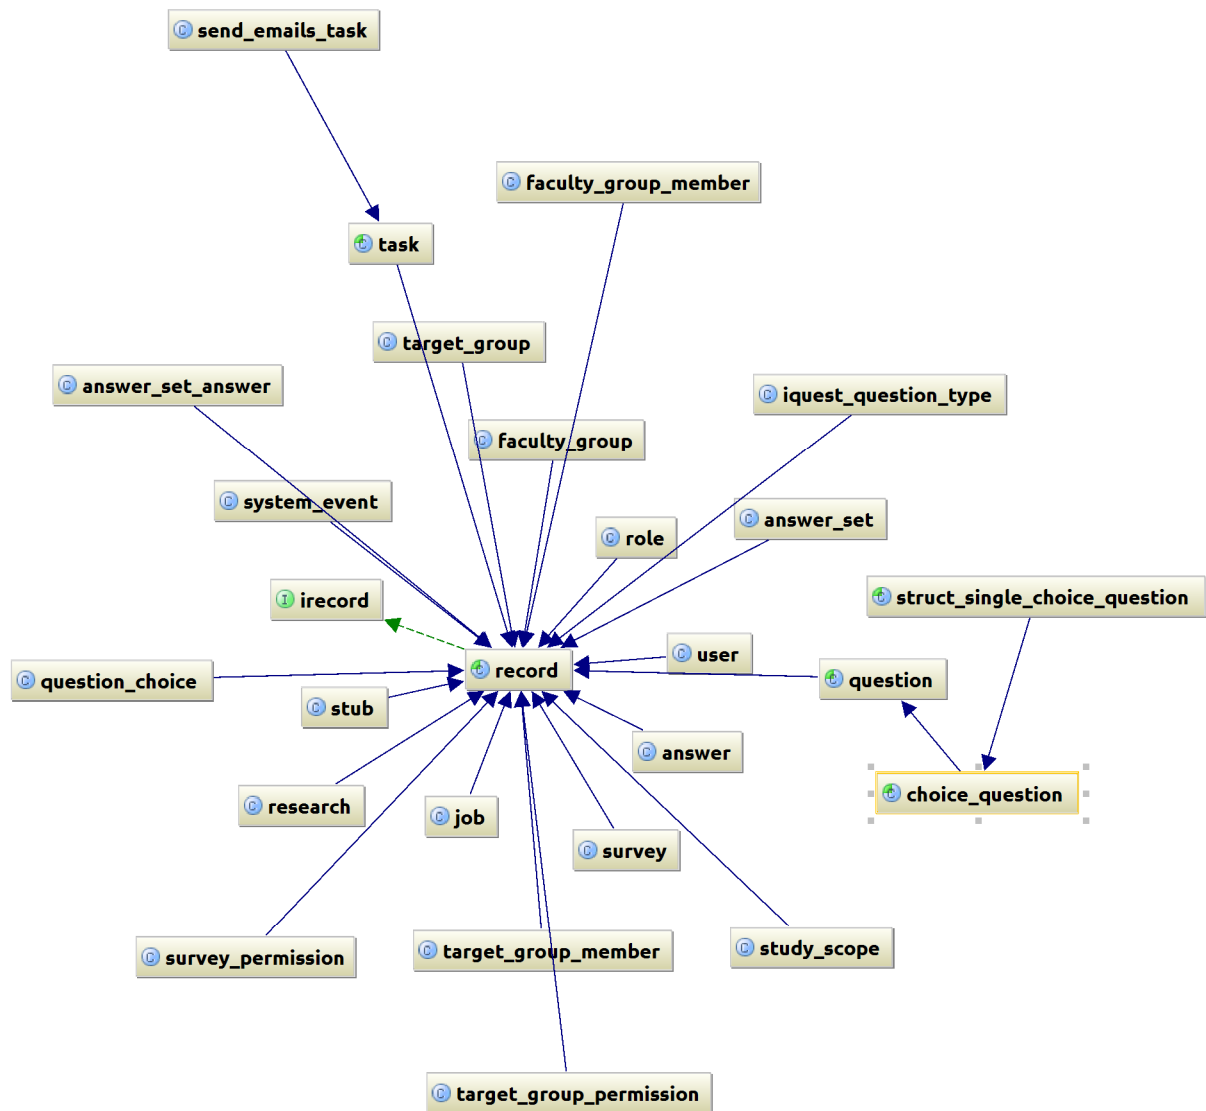 send_emails_task
faculty_group_member
task
target_group
answer_set_answer
iquest_question_type
faculty_group
system_event
answer_set
role
irecord
struct_single_choice_question
user
record
question_choice
question
stub
answer
research
job
choice_question
survey
survey_permission
target_group_member
study_scope
target_group_permission